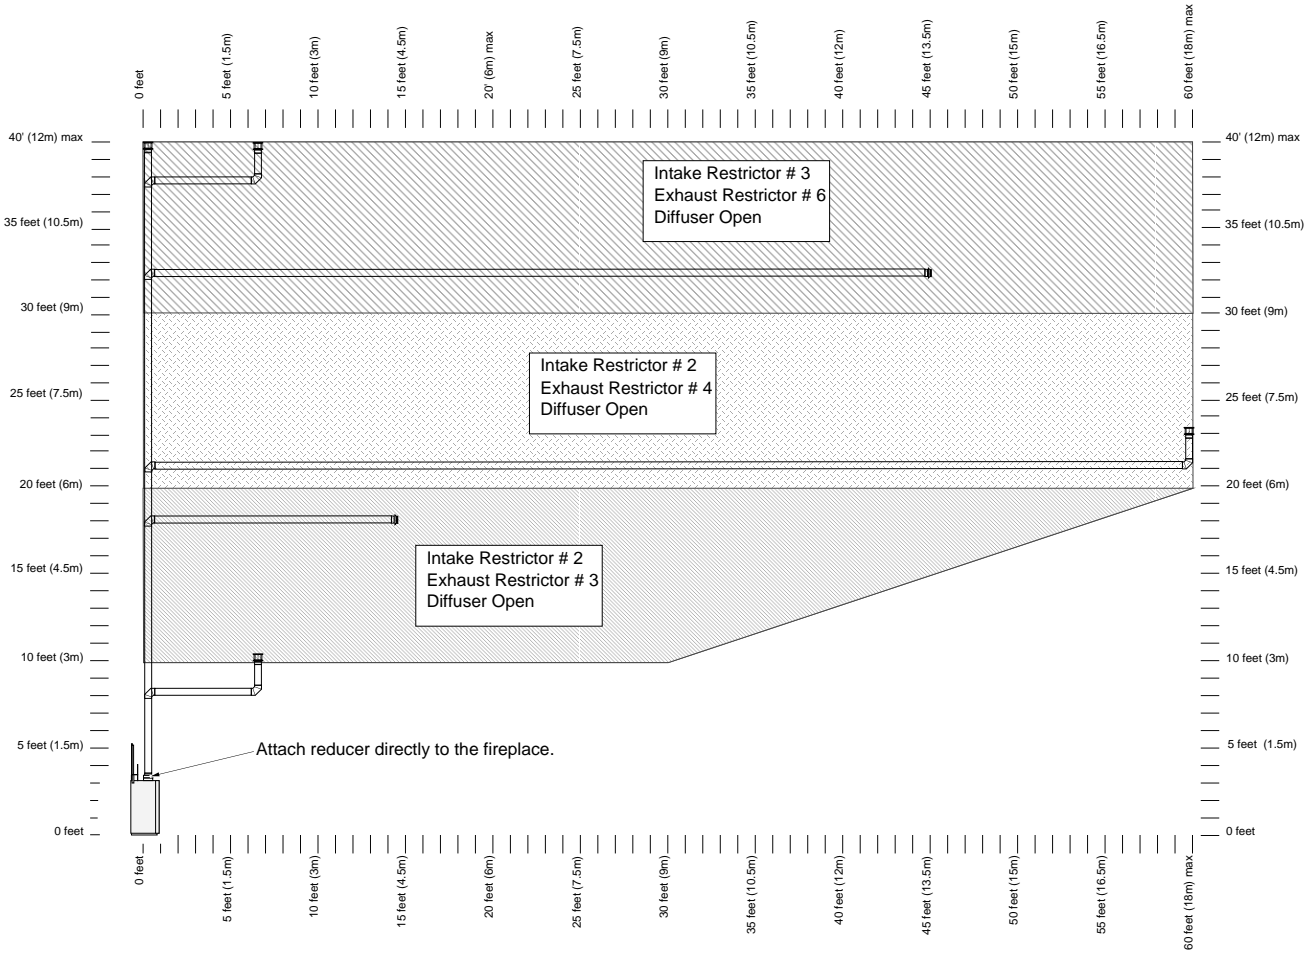 0 feet
5 feet (1.5m)
10 feet (3m)
15 feet (4.5m)
20' (6m) max
25 feet (7.5m)
30 feet (9m)
35 feet (10.5m)
40 feet (12m)
45 feet (13.5m)
50 feet (15m)
55 feet (16.5m)
60 feet (18m) max
40' (12m) max
35 feet (10.5m)
30 feet (9m)
25 feet (7.5m)
20 feet (6m)
15 feet (4.5m)
10 feet (3m)
5 feet (1.5m)
0 feet
Intake Restrictor # 3
Exhaust Restrictor # 6
Diffuser Open
Intake Restrictor # 2
Exhaust Restrictor # 4
Diffuser Open
Intake Restrictor # 2
Exhaust Restrictor # 3
Diffuser Open
Attach reducer directly to the fireplace.
40' (12m) max
35 feet (10.5m)
30 feet (9m)
25 feet (7.5m)
20 feet (6m)
15 feet (4.5m)
10 feet (3m)
5 feet (1.5m)
0 feet
0 feet
5 feet (1.5m)
10 feet (3m)
15 feet (4.5m)
20 feet (6m)
25 feet (7.5m)
30 feet (9m)
35 feet (10.5m)
40 feet (12m)
45 feet (13.5m)
50 feet (15m)
55 feet (16.5m)
60 feet (18m) max